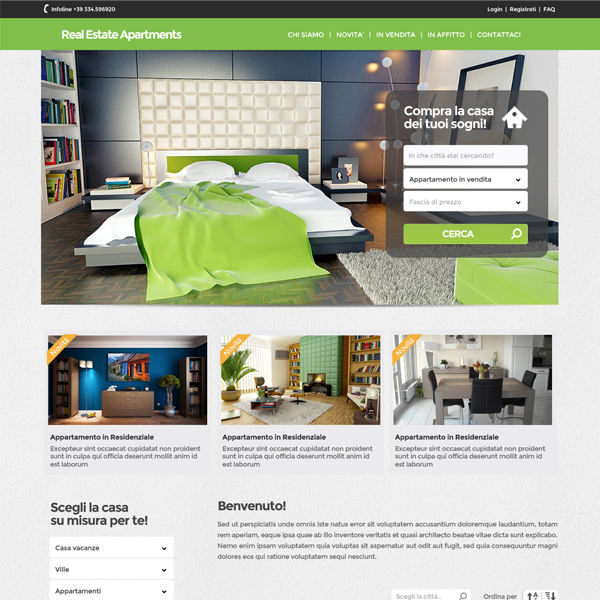 Infoline +39 334.596920
Login | Registrati | FAQ
Real Estate Apartments
CHI SIAMO | NOVITA' | IN VENDITA | IN AFFITTO | CONTATTACI
Compra la casa
dei tuoi sogni!
In che città stai cercando?
Appartamento in vendita
Fascia di prezzo
CERCA
Novità
Novità
Novità
Appartamento in Residenziale
Excepteur sint occaecat cupidatat non proident
sunt in culpa qui officia deserunt mollit anim id
est laborum
Appartamento in Residenziale
Excepteur sint occaecat cupidatat non proident
sunt in culpa qui officia deserunt mollit anim id
est laborum
Appartamento in Residenziale
Excepteur sint occaecat cupidatat non proident
sunt in culpa qui officia deserunt mollit anim id
est laborum
Scegli la casa
su misura per te!
Casa vacanze
Ville
Appartamenti
Benvenuto!
Sed ut perspiciatis unde omnis iste natus error sit voluptatem accusantium doloremque laudantium, totam
rem aperiam, eaque ipsa quae ab illo inventore veritatis et quasi architecto beatae vitae dicta sunt explicabo.
Nemo enim ipsam voluptatem quia voluptas sit aspernatur aut odit aut fugit, sed quia consequuntur magni
dolores eos qui ratione voluptatem sequi nesciunt.
Scegli la città..
Ordina per